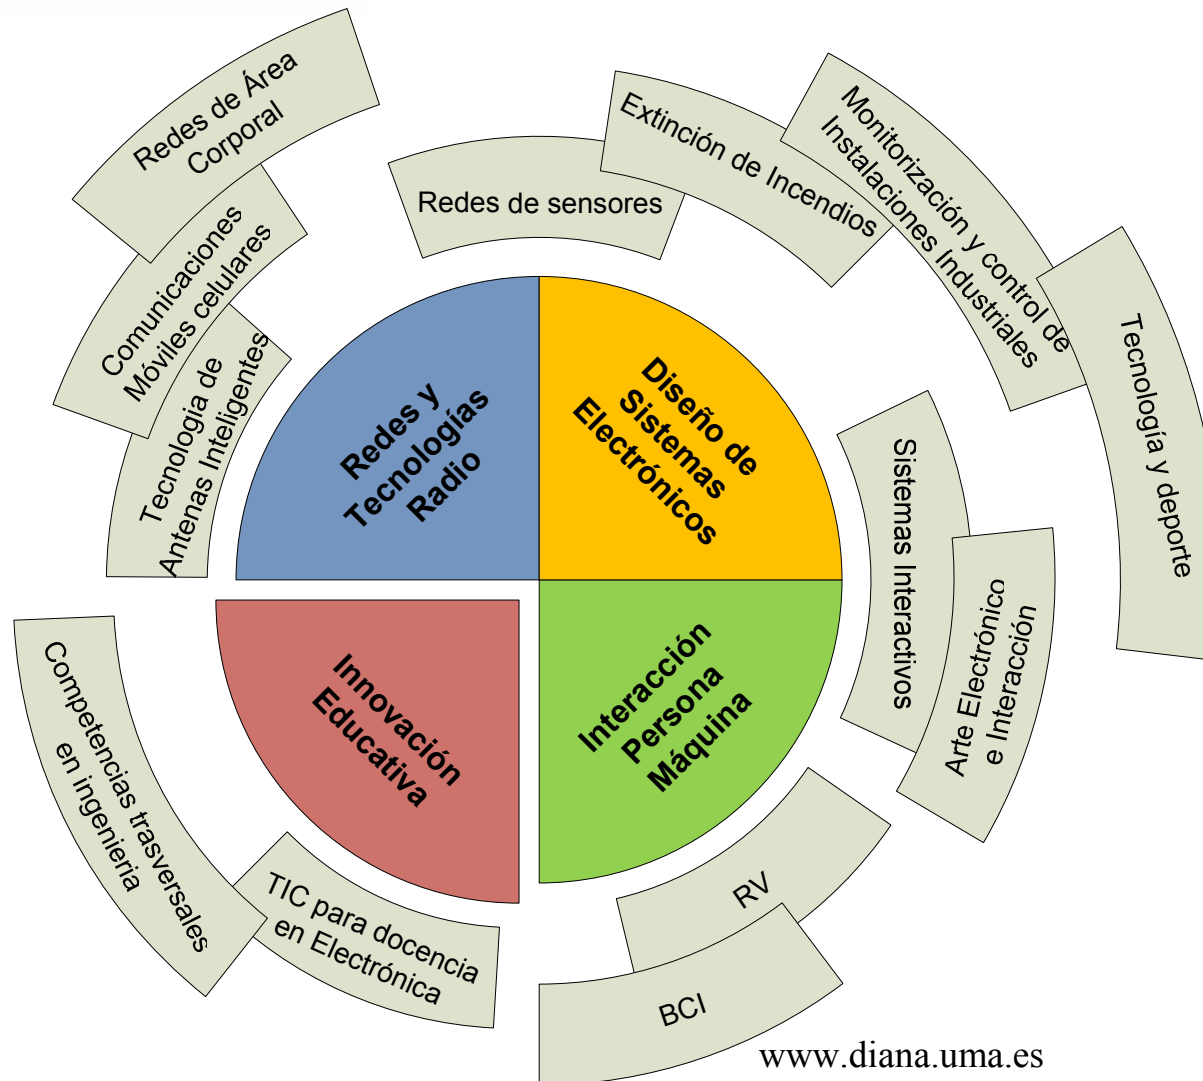 Redes de Área
Corporal
Comunicaciones
Móviles celulares
Tecnologia de
Antenas Inteligentes
Redes de sensores
Extinción de Incendios
Monitorización y control de
Instalaciones Industriales
Tecnología y deporte
Sistemas Interactivos
Arte Electrónico
e Interacción
RV
BCI
TIC para docencia
en Electrónica
Competencias trasversales
en ingenieria
Redes y
Tecnologías
Radio
Diseño de
Sistemas
Electrónicos
Innovación
Educativa
Interacción
Persona
Máquina
www.diana.uma.es